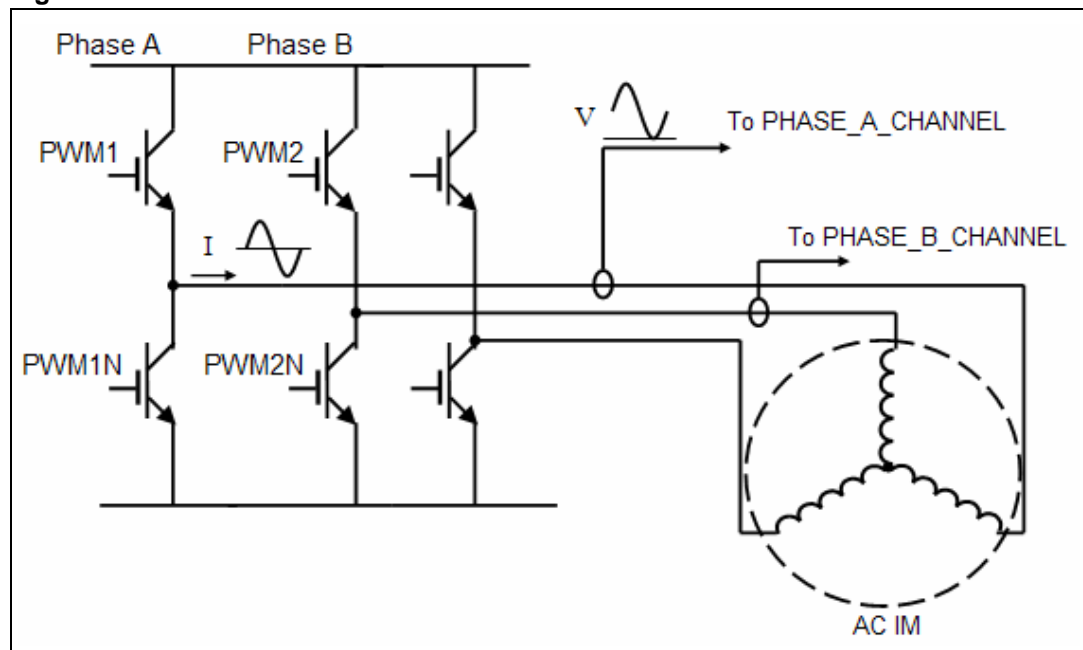 Phase A
Phase B
V
To PHASE_A_CHANNEL
PWM1
PWM2
I
To PHASE_B_CHANNEL
PWM1N
PWM2N
AC IM